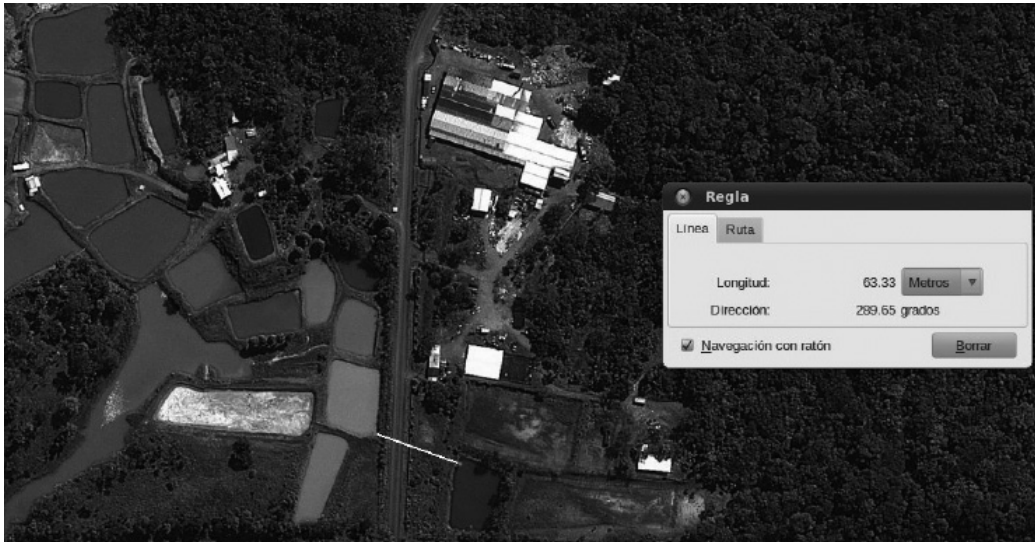 Regla
Línea Ruta
Longitud: 63.33 Metros
Dirección: 289.65 grados
Navegación con ratón Borrar